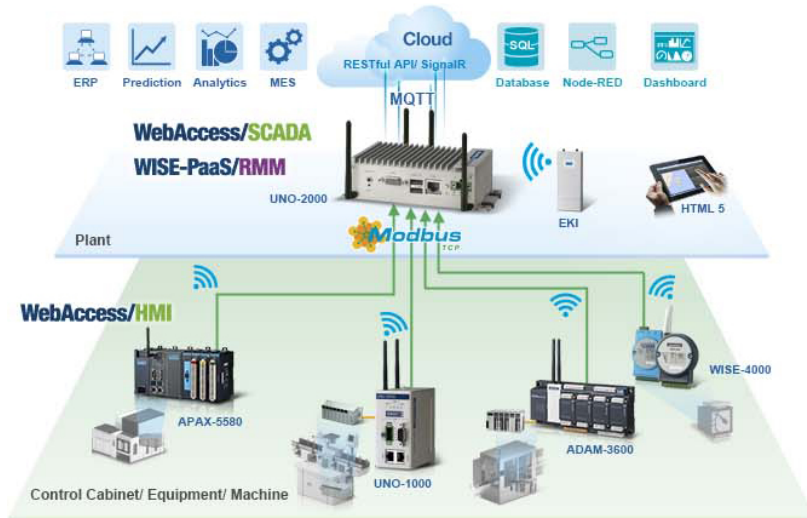 Cloud
RESTful API/ SignalR
SQL
ERP
Prediction
Analytics
MES
Database
Node-RED
Dashboard
MQTT
WebAccess/SCADA
WISE-PaaS/RMM
UNO-2000
EKI
HTML 5
Modbus
TCP
Plant
WebAccess/HMI
APAX-5580
UNO-1000
ADAM-3600
WISE-4000
Control Cabinet/ Equipment/ Machine